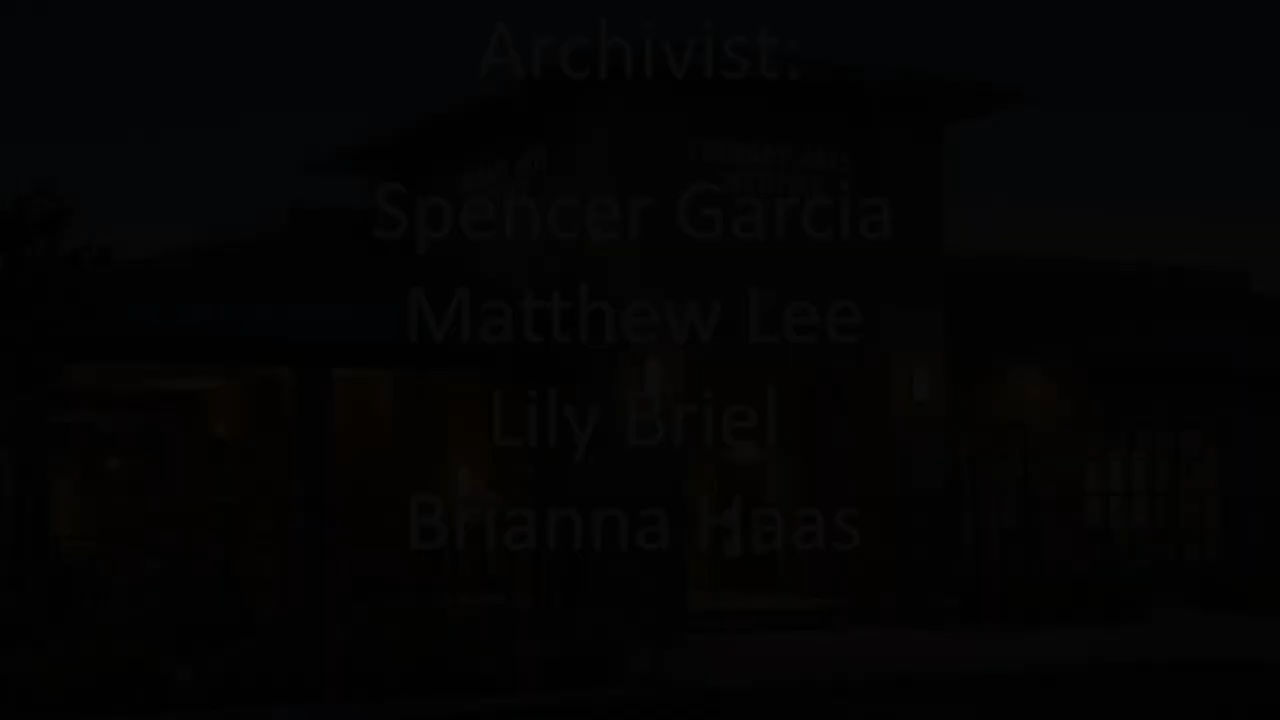 Archivist:
Spencer Garcia
Matthew Lee
Lily Briel
Brianna Haas